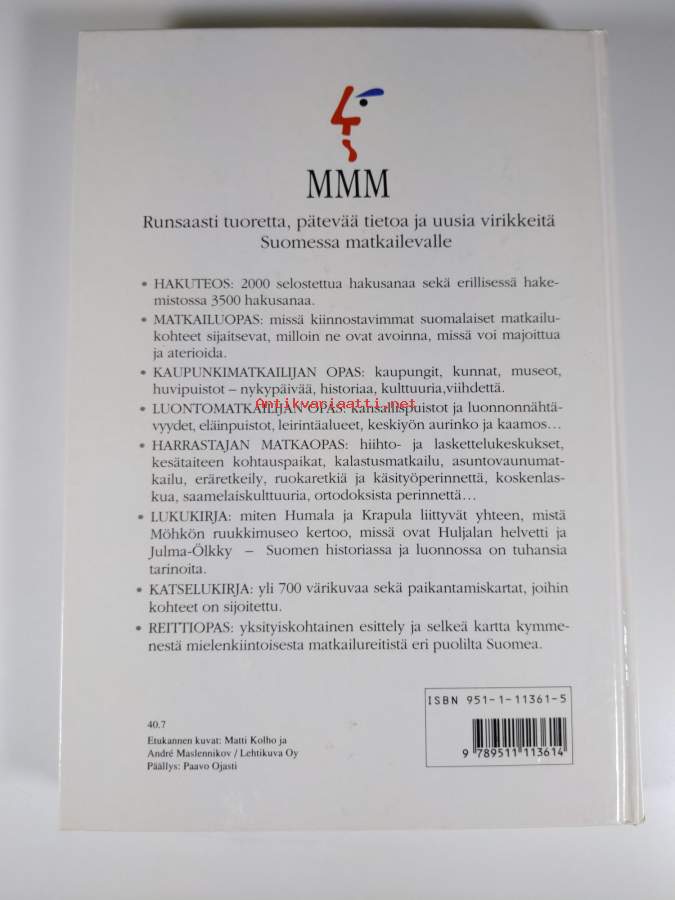 MMM
Runsaasti tuoretta, pätevää tietoa ja uusia virikkeitä
Suomessa matkailevalle
• HAKUTEOS: 2000 selostettua hakusanaa sekä erillisessä hake-
mistossa 3500 hakusanaa.
• MATKAILUOPAS: missä kiinnostavimmat suomalaiset matkailu-
kohteet sijaitsevat, milloin ne ovat avoinna, missä voi majoittua
ja aterioida.
• KAUPUNKIMATKAILIJAN OPAS: kaupungit, kunnat, museot,
huvipuistot – nykypäivää, historiaa, kulttuuria,viihdettä.
Antikvariaatti.net
• LUONTOMATKAILIJAN OPAS: kansallispuistot ja luonnonnähtä-
vyydet, eläinpuistot, leirintäalueet, keskiyön aurinko ja kaamos...
• HARRASTAJAN MATKAOPAS: hiihto- ja laskettelukeskukset,
kesätaiteen kohtauspaikat, kalastusmatkailu, asuntovaunumat-
kailu, eräretkeily, ruokaretkiä ja käsityöperinnettä, koskenlas-
kua, saamelaiskulttuuria, ortodoksista perinnettä...
• LUKUKIRJA: miten Humala ja Krapula liittyvät yhteen, mistä
Möhkön ruukkimuseo kertoo, missä ovat Huljalan helvetti ja
Julma-Ölkky – Suomen historiassa ja luonnossa on tuhansia
tarinoita.
• KATSELUKIRJA: yli 700 värikuvaa sekä paikantamiskartat, joihin
kohteet on sijoitettu.
• REITTIOPAS: yksityiskohtainen esittely ja selkeä kartta kymme-
nestä mielenkiintoisesta matkailureitistä eri puolilta Suomea.
ISBN 951-1-11361-5
9 789511 113614
40.7
Etukannen kuvat: Matti Kolho ja
André Maslennikov / Lehtikuva Oy
Päällys: Paavo Ojasti